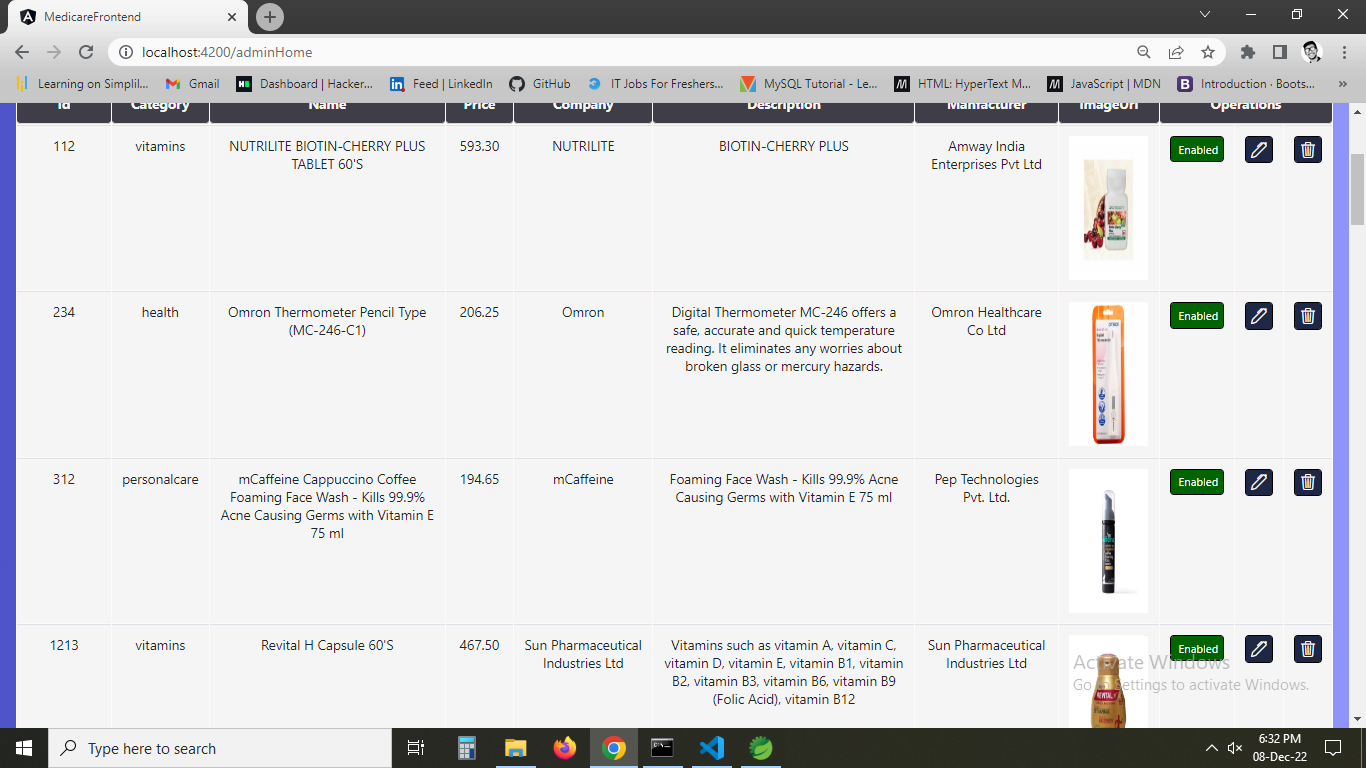 MedicareFrontend
localhost:4200/adminHome
Learning on Simplil... Gmail Dashboard | Hacker... Feed | LinkedIn GitHub IT Jobs For Freshers... MySQL Tutorial - Le... HTML: HyperText M... JavaScript | MDN Introduction · Boots... »
Id Category Name Price Company Description Manfacturer ImageUrl Operations
112 vitamins NUTRILITE BIOTIN-CHERRY PLUS 593.30 NUTRILITE BIOTIN-CHERRY PLUS Amway India Enabled
TABLET 60'S Enterprises Pvt Ltd
234 health Omron Thermometer Pencil Type 206.25 Omron Digital Thermometer MC-246 offers a Omron Healthcare Enabled
(MC-246-C1) safe, accurate and quick temperature Co Ltd
reading. It eliminates any worries about
broken glass or mercury hazards.
312 personalcare mCaffeine Cappuccino Coffee 194.65 mCaffeine Foaming Face Wash - Kills 99.9% Acne Pep Technologies Enabled
Foaming Face Wash - Kills 99.9% Causing Germs with Vitamin E 75 ml Pvt. Ltd.
Acne Causing Germs with Vitamin E
75 ml
1213 vitamins Revital H Capsule 60'S 467.50 Sun Pharmaceutical Vitamins such as vitamin A, vitamin C, Sun Pharmaceutical Enabled
Industries Ltd vitamin D, vitamin E, vitamin B1, vitamin Industries Ltd
B2, vitamin B3, vitamin B6, vitamin B9
(Folic Acid), vitamin B12
REVITAL
Activate Windows
Go to Settings to activate Windows.
Type here to search
6:32 PM
08-Dec-22